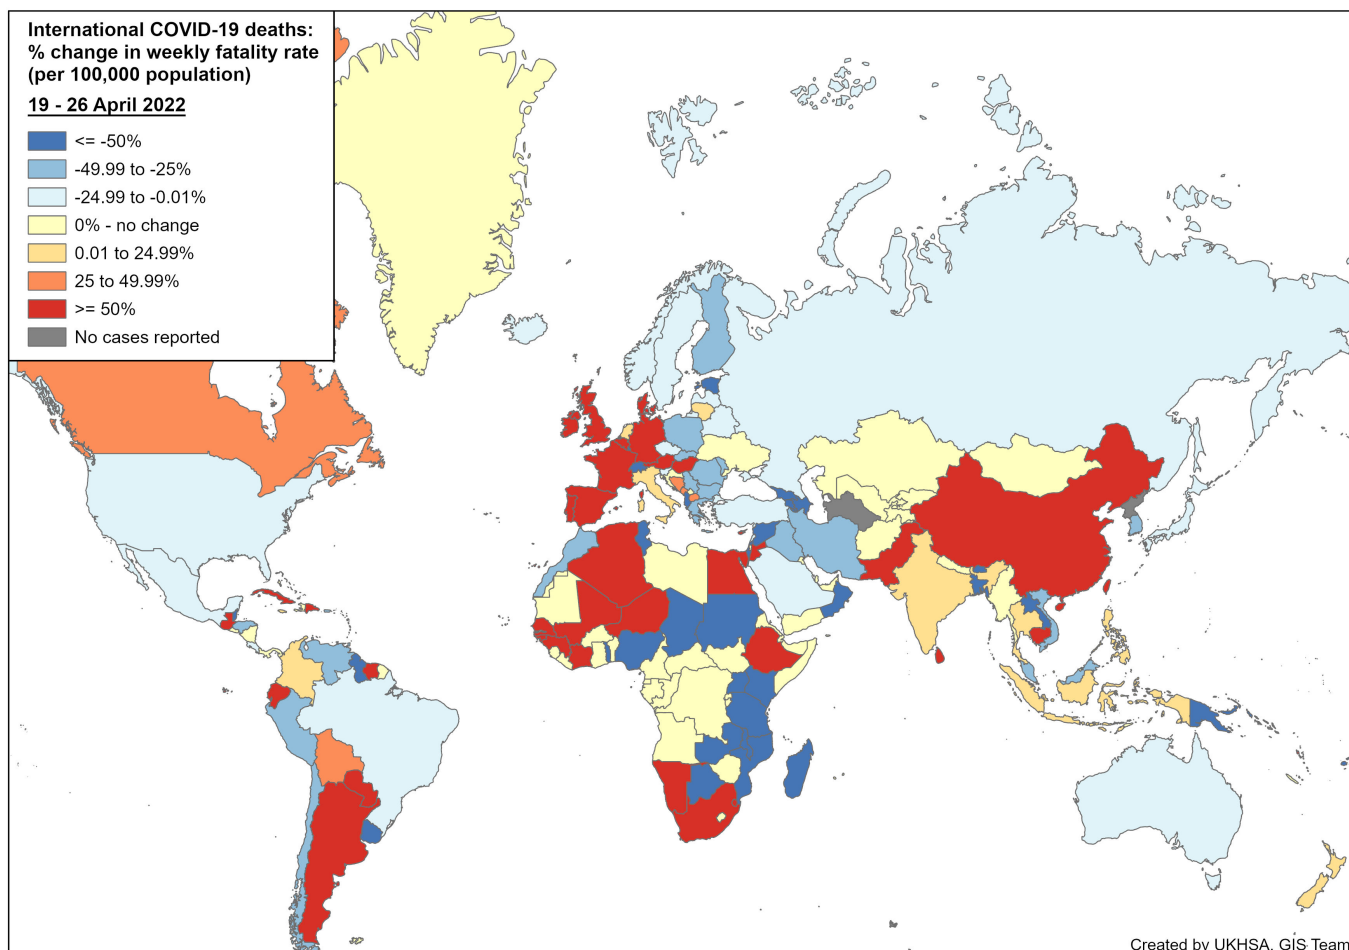 International COVID-19 deaths:
% change in weekly fatality rate
(per 100,000 population)
19 - 26 April 2022
<= -50%
-49.99 to -25%
-24.99 to -0.01%
0% - no change
0.01 to 24.99%
25 to 49.99%
>= 50%
No cases reported
Created by UKHSA, GIS Team